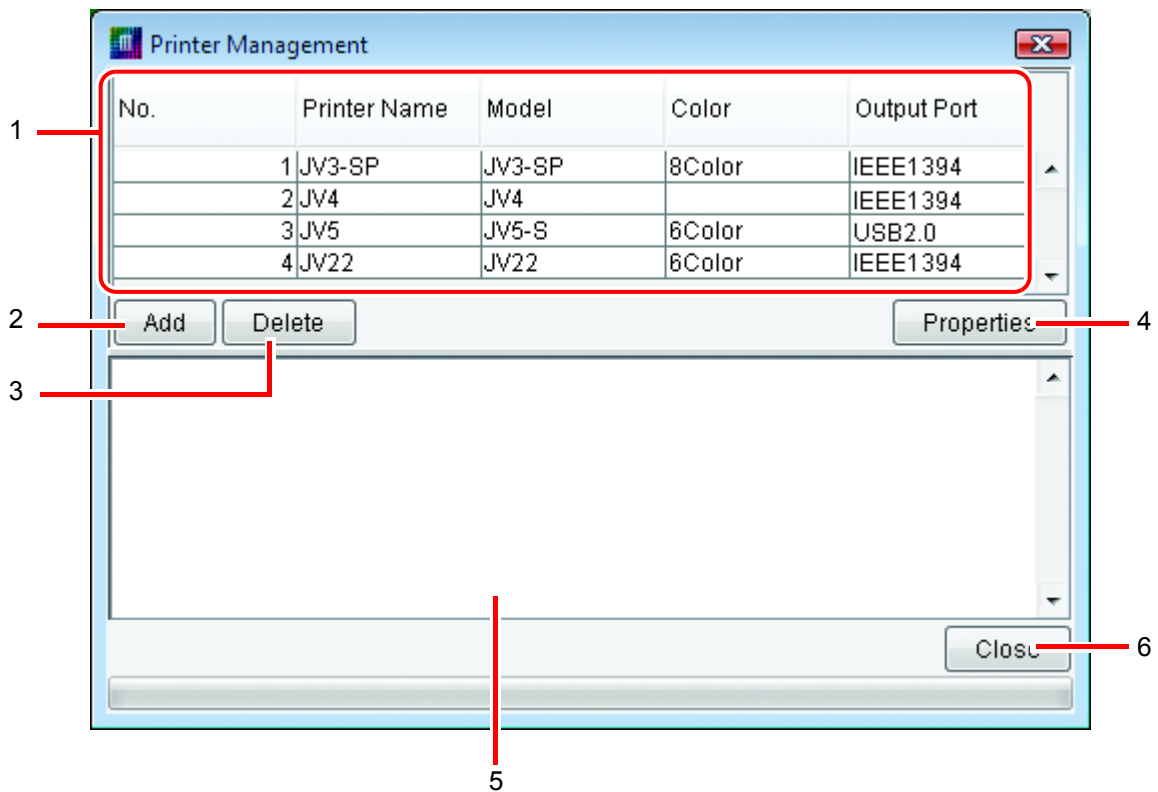 Printer Management
No. Printer Name Model Color Output Port
1
1 JV3-SP JV3-SP 8Color IEEE1394
2 JV4 JV4 IEEE1394
3 JV5 JV5-S 6Color USB2.0
4 JV22 JV22 6Color IEEE1394
2 Add Delete Properties 4
3
Close 6
5